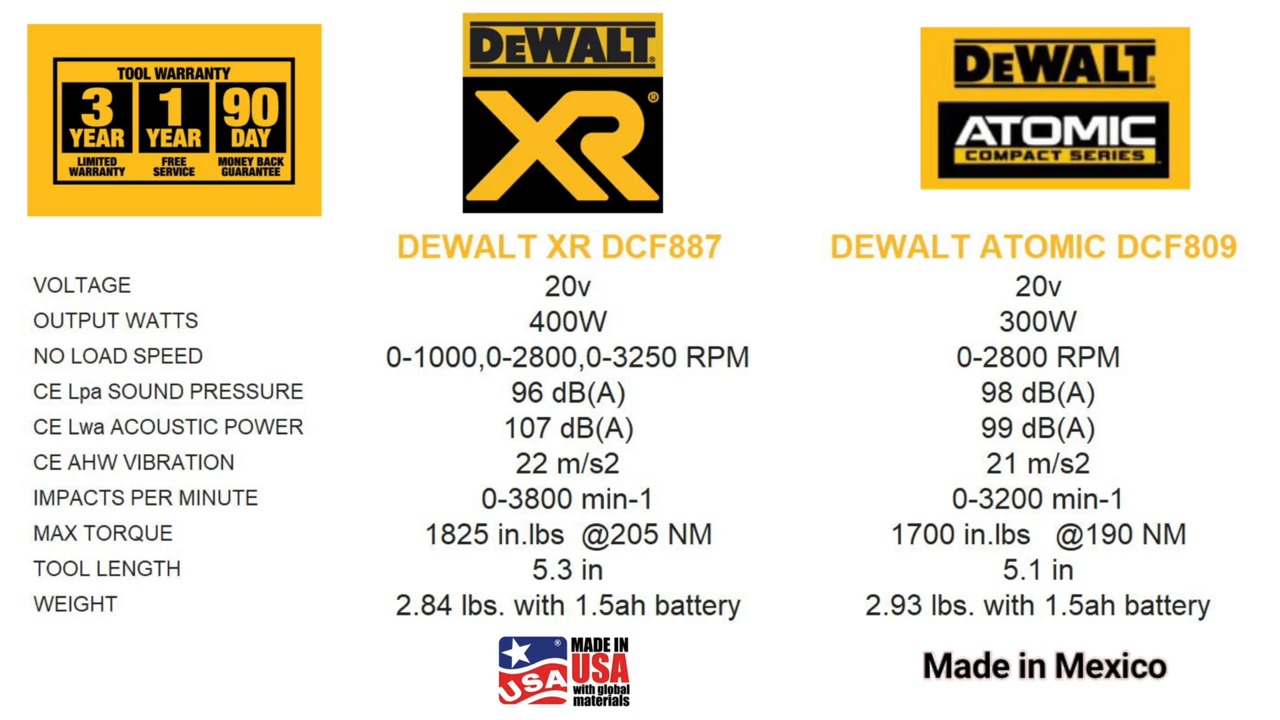 TOOL WARRANTY
3 YEAR LIMITED WARRANTY
1 YEAR FREE SERVICE
90 DAY MONEY BACK GUARANTEE
DEWALT®
XR®
DEWALT®
ATOMIC
COMPACT SERIES
DEWALT XR DCF887 DEWALT ATOMIC DCF809
VOLTAGE 20v 20v
OUTPUT WATTS 400W 300W
NO LOAD SPEED 0-1000,0-2800,0-3250 RPM 0-2800 RPM
CE Lpa SOUND PRESSURE 96 dB(A) 98 dB(A)
CE Lwa ACOUSTIC POWER 107 dB(A) 99 dB(A)
CE AHW VIBRATION 22 m/s2 21 m/s2
IMPACTS PER MINUTE 0-3800 min-1 0-3200 min-1
MAX TORQUE 1825 in.lbs @205 NM 1700 in.lbs @190 NM
TOOL LENGTH 5.3 in 5.1 in
WEIGHT 2.84 lbs. with 1.5ah battery 2.93 lbs. with 1.5ah battery
USA®
MADE IN
USA
with global
materials
Made in Mexico